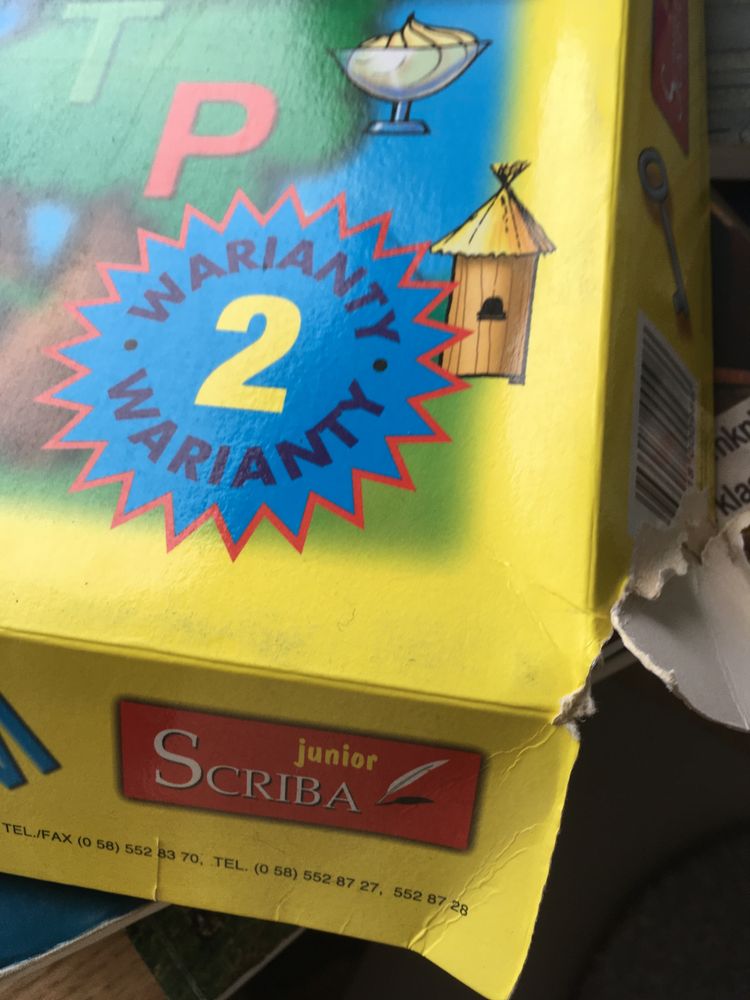 T
P
WARIANTY
2
WARIANTY
junior
SCRIBA
TEL./FAX (0 58) 552 83 70, TEL. (0 58) 552 87 27, 552 87 28